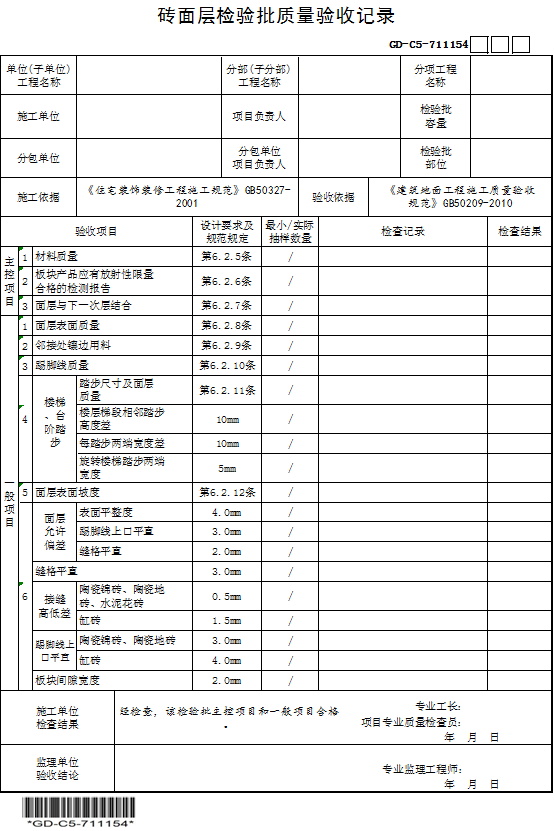 砖面层检验批质量验收记录
GD-C5-711154
单位(子单位)
工程名称
分部(子分部)
工程名称
分项工程
名称
施工单位
项目负责人
检验批
容量
分包单位
分包单位
项目负责人
检验批
部位
施工依据
《住宅装饰装修工程施工规范》GB50327-
2001
验收依据
《建筑地面工程施工质量验收
规范》GB50209-2010
验收项目
设计要求及
规范规定
最小/实际
抽样数量
检查记录
检查结果
主控项目
1 材料质量 第6.2.5条 /
2 板块产品应有放射性限量
合格的检测报告 第6.2.6条 /
3 面层与下一次层结合 第6.2.7条 /
一般项目
1 面层表面质量 第6.2.8条 /
2 邻接处镶边用料 第6.2.9条 /
3 踢脚线质量 第6.2.10条 /
4
楼梯
、台
阶踏
步
踏步尺寸及面层
质量 第6.2.11条 /
楼层梯段相邻踏步
高度差 10mm /
每踏步两端宽度差 10mm /
旋转楼梯踏步两端
宽度 5mm /
5 面层表面坡度 第6.2.12条 /
6
面层
允许
偏差
表面平整度 4.0mm /
踢脚线上口平直 3.0mm /
缝格平直 2.0mm /
缝格平直 3.0mm /
接缝
高低差
陶瓷锦砖、陶瓷地
砖、水泥花砖 0.5mm /
缸砖 1.5mm /
踢脚线上
口平直
陶瓷锦砖、陶瓷地砖 3.0mm /
缸砖 4.0mm /
板块间隙宽度 2.0mm /
施工单位
检查结果
经检查，该检验批主控项目和一般项目合格
。
专业工长：
项目专业质量检查员：
年 月 日
监理单位
验收结论
专业监理工程师：
年 月 日
*GD-C5-711154*